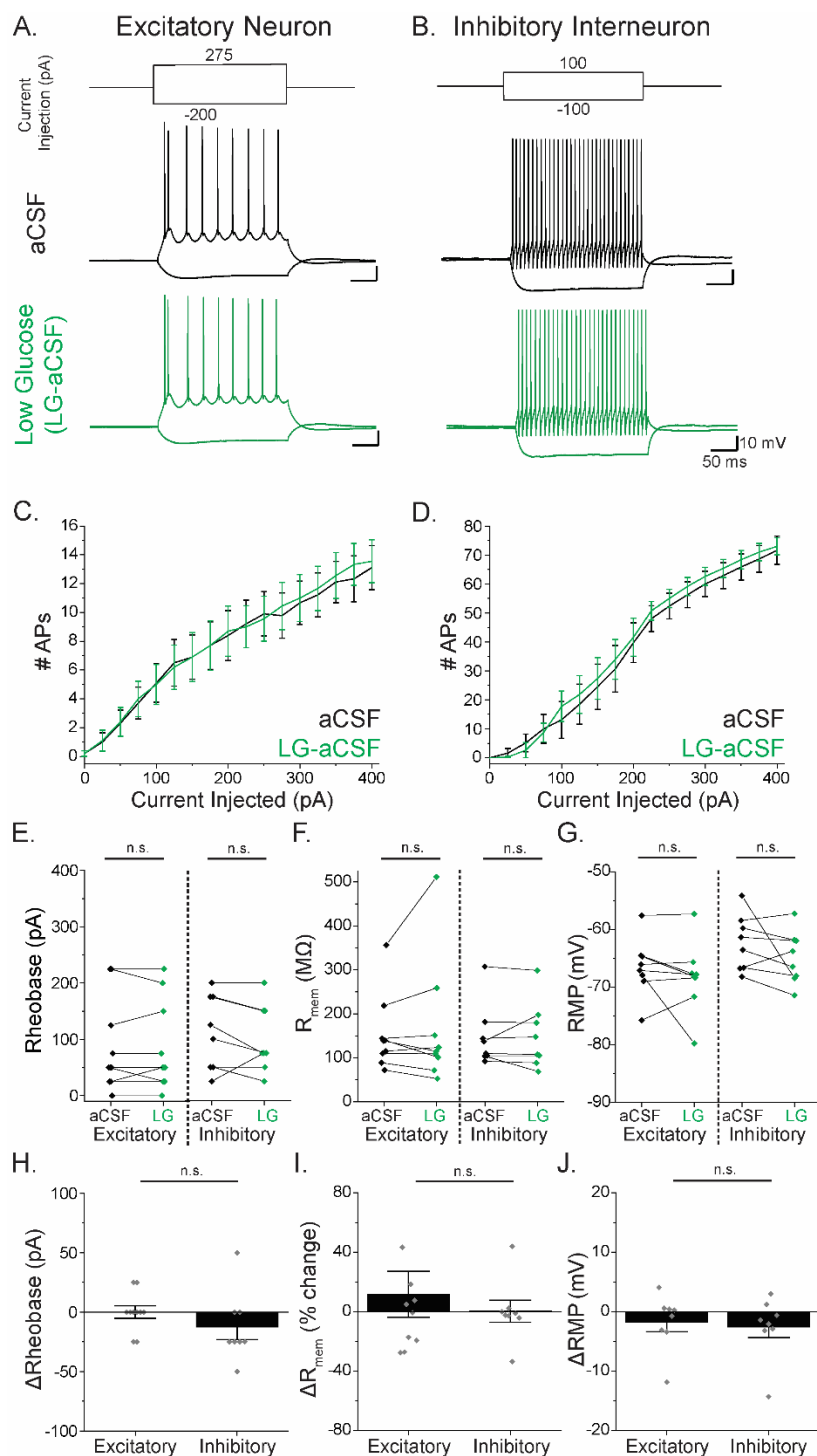 A. Excitatory Neuron
B. Inhibitory Interneuron
Current
Injection (pA)
275
-200
100
-100
aCSF
Low Glucose
(LG-aCSF)
10 mV
50 ms
C.
16
14
12
10
8
6
4
2
0
# APs
aCSF
LG-aCSF
0 100 200 300 400
Current Injected (pA)
D.
80
70
60
50
40
30
20
10
0
# APs
aCSF
LG-aCSF
0 100 200 300 400
Current Injected (pA)
E.
n.s. n.s.
400
300
200
100
0
Rheobase (pA)
aCSF LG aCSF LG
Excitatory Inhibitory
F.
n.s. n.s.
500
450
400
350
300
250
200
150
100
50
0
Rmem (MΩ)
aCSF LG aCSF LG
Excitatory Inhibitory
G.
n.s. n.s.
-50
-60
-70
-80
-90
RMP (mV)
aCSF LG aCSF LG
Excitatory Inhibitory
H.
n.s.
100
50
0
-50
-100
ΔRheobase (pA)
Excitatory Inhibitory
I.
n.s.
80
40
0
-40
-80
ΔRmem (% change)
Excitatory Inhibitory
J.
n.s.
20
10
0
-10
-20
ΔRMP (mV)
Excitatory Inhibitory